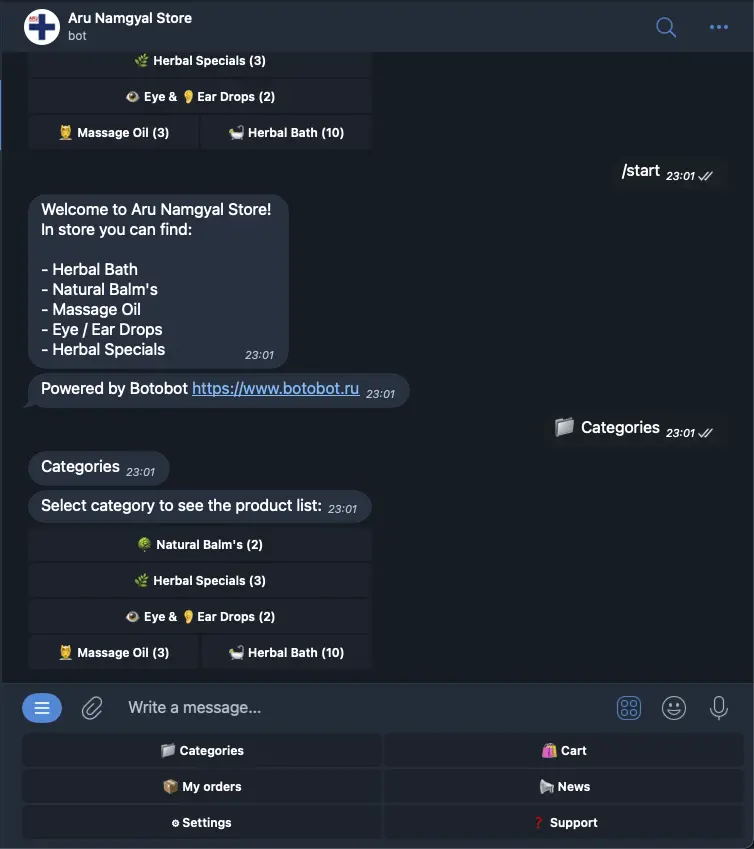 Aru Namgyal Store
bot
🌿 Herbal Specials (3)
👁 Eye & 👂 Ear Drops (2)
💆 Massage Oil (3)
🛀 Herbal Bath (10)
/start 23:01
Welcome to Aru Namgyal Store!
In store you can find:
- Herbal Bath
- Natural Balm's
- Massage Oil
- Eye / Ear Drops
- Herbal Specials
23:01
Powered by Botobot https://www.botobot.ru 23:01
📁 Categories 23:01
Categories 23:01
Select category to see the product list: 23:01
🌳 Natural Balm's (2)
🌿 Herbal Specials (3)
👁 Eye & 👂 Ear Drops (2)
💆 Massage Oil (3)
🛀 Herbal Bath (10)
Write a message...
📁 Categories
🛍 Cart
📦 My orders
📢 News
⚙ Settings
❓ Support